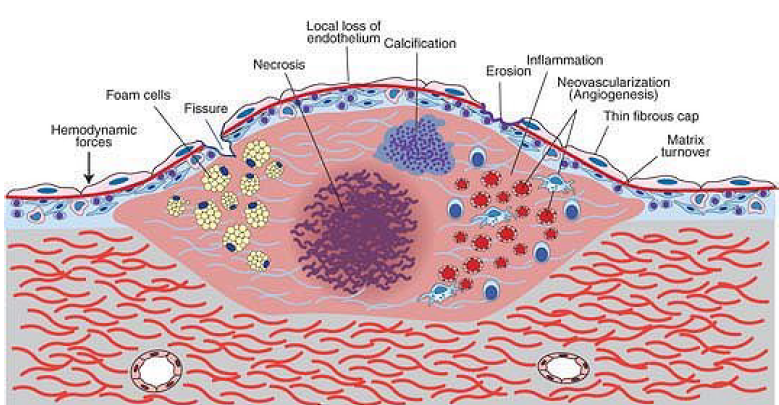 Local loss of
endothelium
Calcification
Necrosis
Inflammation
Erosion
Neovascularization
(Angiogenesis)
Foam cells
Fissure
Thin fibrous cap
Hemodynamic
forces
Matrix
turnover